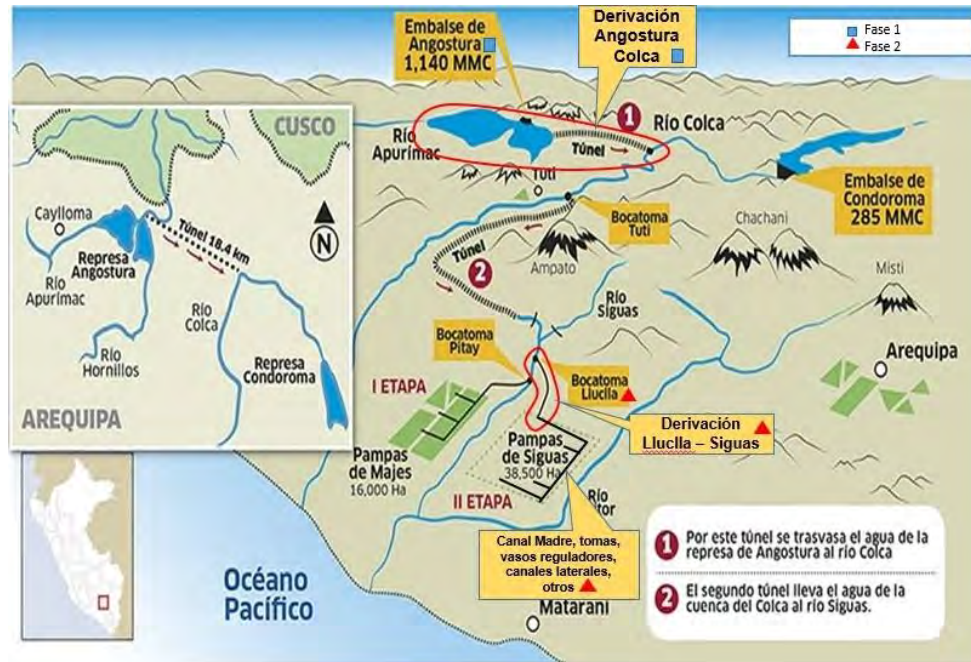 Fase 1
Fase 2
Embalse de
Angostura
1,140 MMC
Derivación
Angostura
Colca
1
Río
Apurímac
Túnel
Río Colca
Embalse de
Condoroma
285 MMC
Tuti
Bocatoma
Tuti
Túnel
2
Ampato
Chachani
Misti
Río
Siguas
Arequipa
Bocatoma
Pitay
Bocatoma
Lluclla
I ETAPA
Derivación
Lluclla – Siguas
Pampas
de Majes
16,000 Ha
Pampas
de Siguas
38,500 Ha
II ETAPA
Río
Canal Madre, tomas,
vasos reguladores,
canales laterales,
otros
Matarani
Océano
Pacífico
CUSCO
Caylloma
Túnel 18.4 km
N
Represa
Angostura
Río
Apurímac
Río
Colca
Río
Hornillos
Represa
Condoroma
AREQUIPA
1 Por este túnel se trasvasa el agua de la
represa de Angostura al río Colca
2 El segundo túnel lleva el agua de la
cuenca del Colca al río Siguas.